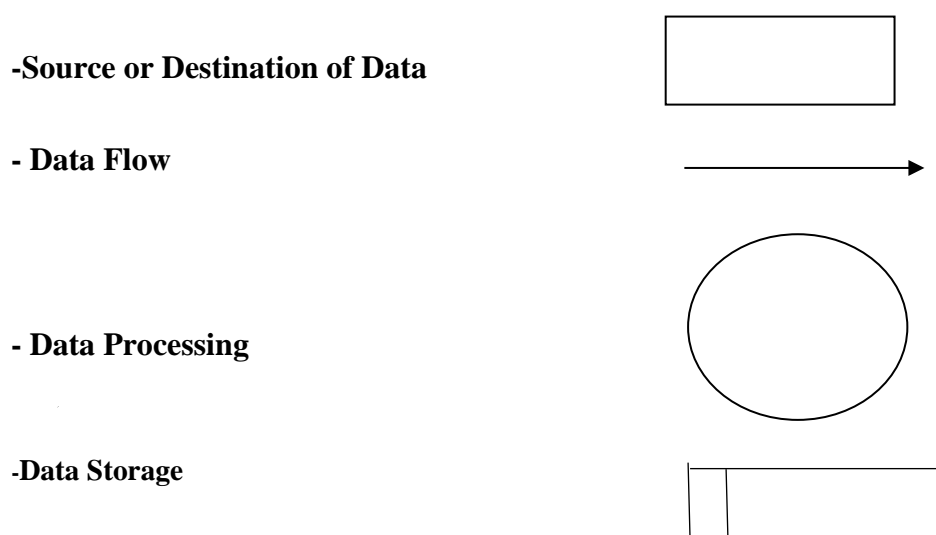 -Source or Destination of Data
- Data Flow
- Data Processing
-Data Storage